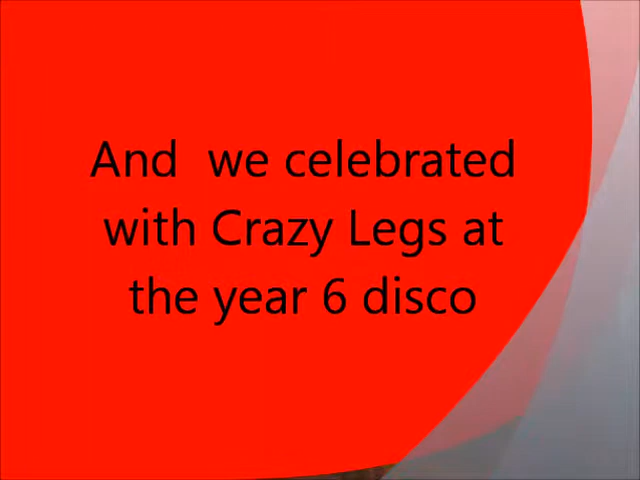 And  we celebrated
with Crazy Legs at
the year 6 disco